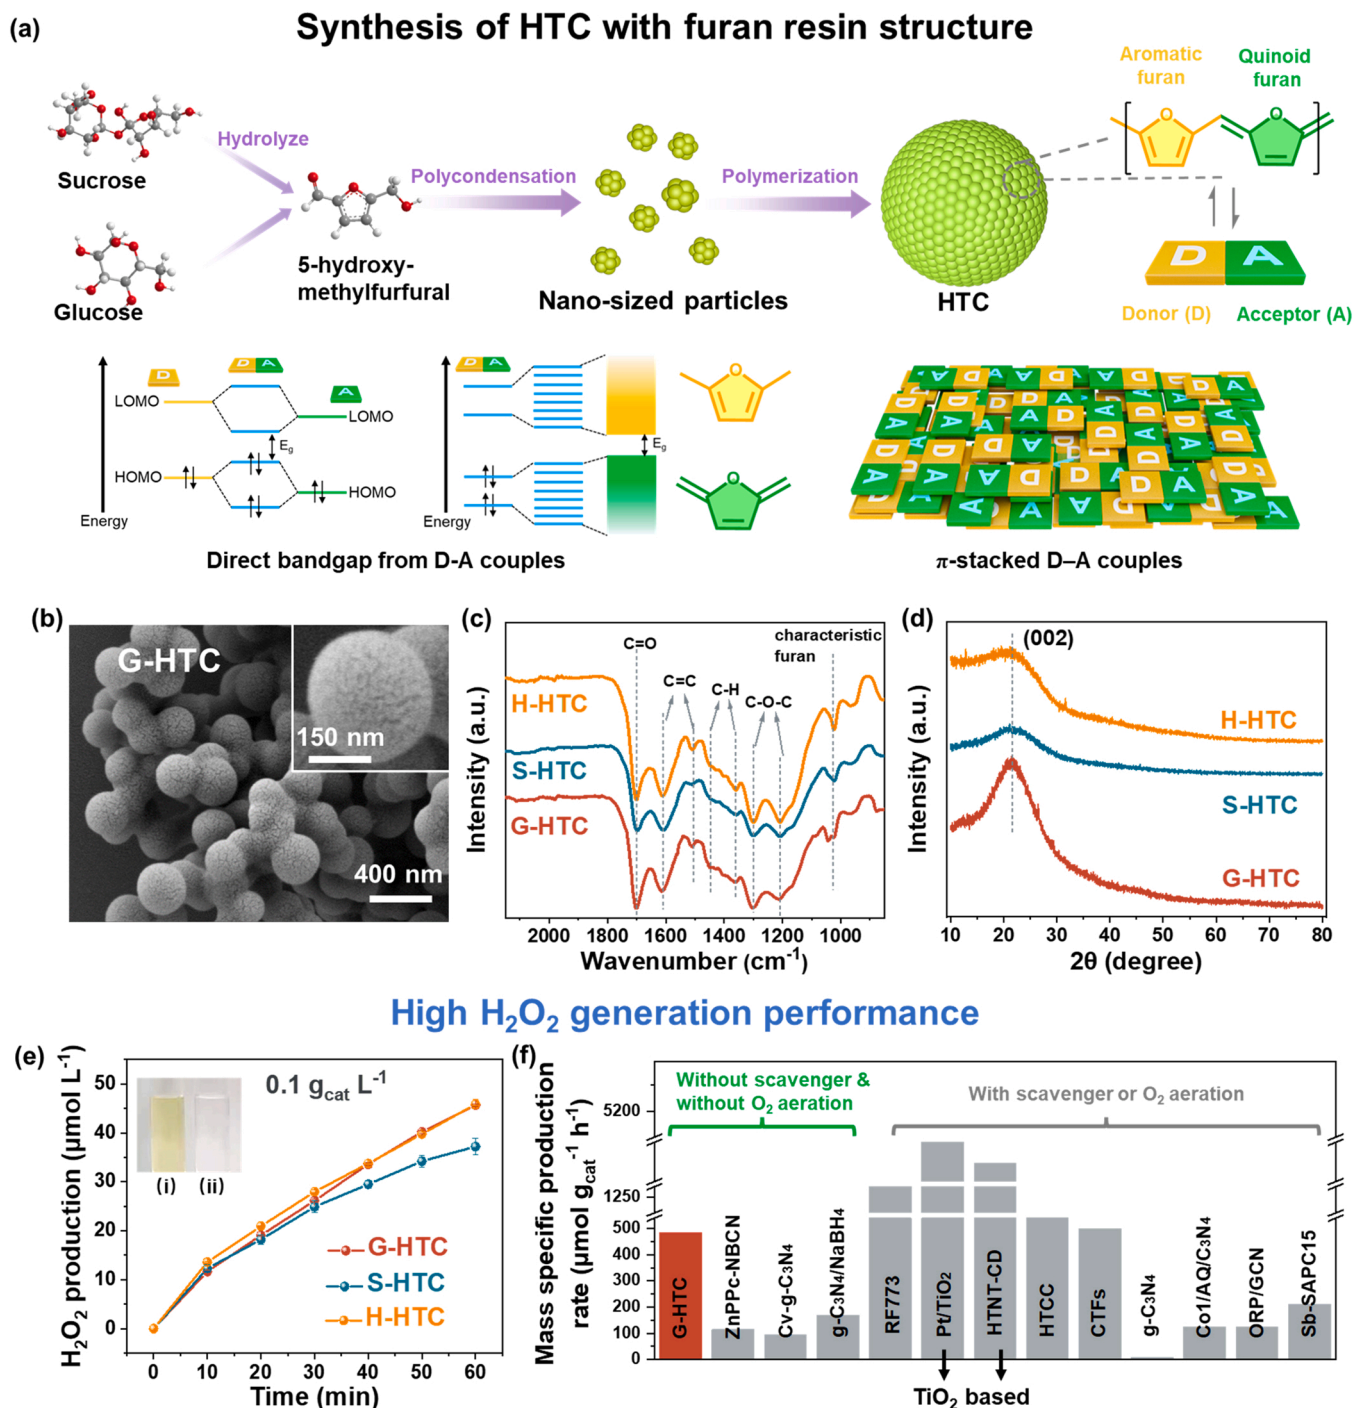 (a)
Synthesis of HTC with furan resin structure
Aromatic
furan
Quinoid
furan
Sucrose
Hydrolyze
Polycondensation
Polymerization
Glucose
5-hydroxy-
methylfurfural
Nano-sized particles
HTC
D A
Donor (D)
Acceptor (A)
D
D A
A
LOMO
LOMO
E_g
HOMO
HOMO
Energy
D A
E_g
Energy
O
O
Direct bandgap from D-A couples
π-stacked D–A couples
(b)
G-HTC
150 nm
400 nm
(c)
C=O
C=C
C-H
C-O-C
characteristic
furan
H-HTC
S-HTC
G-HTC
Intensity (a.u.)
2000 1800 1600 1400 1200 1000
Wavenumber (cm⁻¹)
(d)
(002)
H-HTC
S-HTC
G-HTC
Intensity (a.u.)
10 20 30 40 50 60 70 80
2θ (degree)
High H₂O₂ generation performance
(e)
0.1 g_cat L⁻¹
(i)
(ii)
G-HTC
S-HTC
H-HTC
H₂O₂ production (μmol L⁻¹)
50
40
30
20
10
0
0 10 20 30 40 50 60
Time (min)
(f)
Without scavenger &
without O₂ aeration
With scavenger or O₂ aeration
Mass specific production
rate (μmol g_cat⁻¹ h⁻¹)
5200
1250
500
400
300
200
100
0
G-HTC
ZnPPc-NBCN
Cv-g-C₃N₄
g-C₃N₄/NaBH₄
RF773
Pt/TiO₂
HTNT-CD
HTCC
CTFs
g-C₃N₄
Co1/AQ/C₃N₄
ORP/GCN
Sb-SAPC15
TiO₂ based